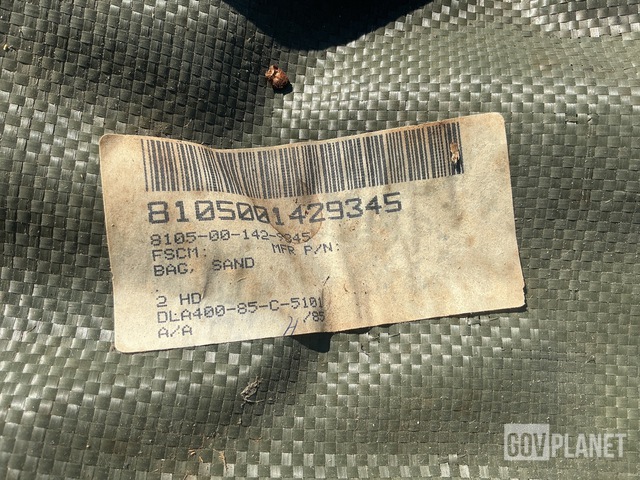 8105001429345
8105-00-142-9345
FSCM: MFR P/N:
BAG, SAND
.
2 HD
DLA400-85-C-5101
A/A /85
GOVPLANET